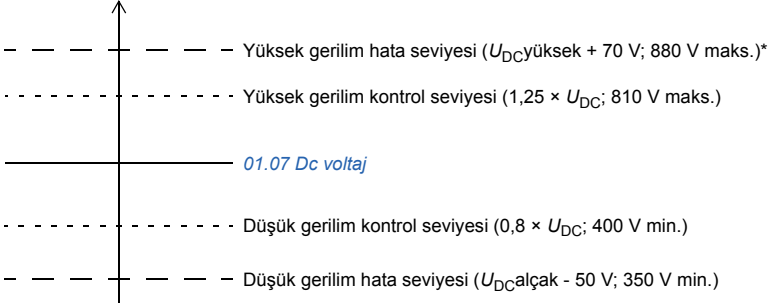 Yüksek gerilim hata seviyesi (UDCyüksek + 70 V; 880 V maks.)*
Yüksek gerilim kontrol seviyesi (1,25 × UDC; 810 V maks.)
01.07 Dc voltaj
Düşük gerilim kontrol seviyesi (0,8 × UDC; 400 V min.)
Düşük gerilim hata seviyesi (UDCalçak - 50 V; 350 V min.)